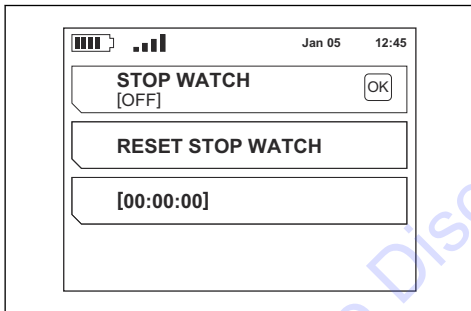 Jan 05 12:45
STOP WATCH
[OFF]
OK
RESET STOP WATCH
[00:00:00]